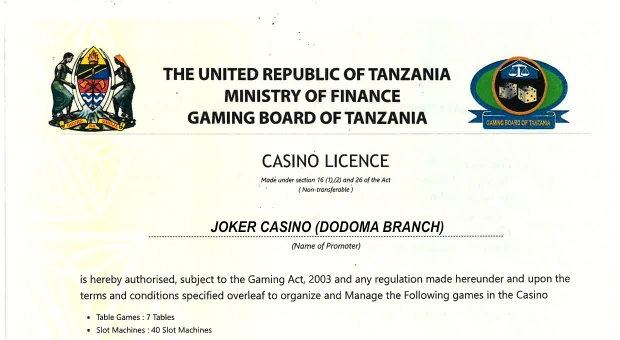 THE UNITED REPUBLIC OF TANZANIA
MINISTRY OF FINANCE
GAMING BOARD OF TANZANIA
GAMING BOARD OF TANZANIA
CASINO LICENCE
Made under section 16 (1),(2) and 26 of the Act
( Non-transferable )
JOKER CASINO (DODOMA BRANCH)
(Name of Promoter)
is hereby authorised, subject to the Gaming Act, 2003 and any regulation made hereunder and upon the
terms and conditions specified overleaf to organize and Manage the Following games in the Casino
• Table Games : 7 Tables
• Slot Machines : 40 Slot Machines